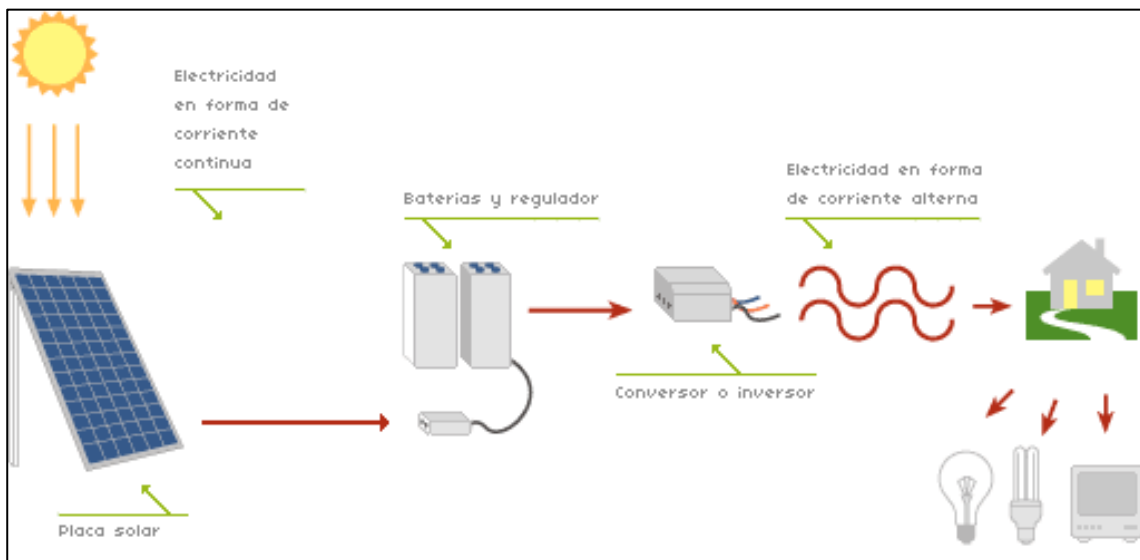 Electricidad
en forma de
corriente
continua
Baterias y regulador
Electricidad en forma
de corriente alterna
Conversor o inversor
Placa solar